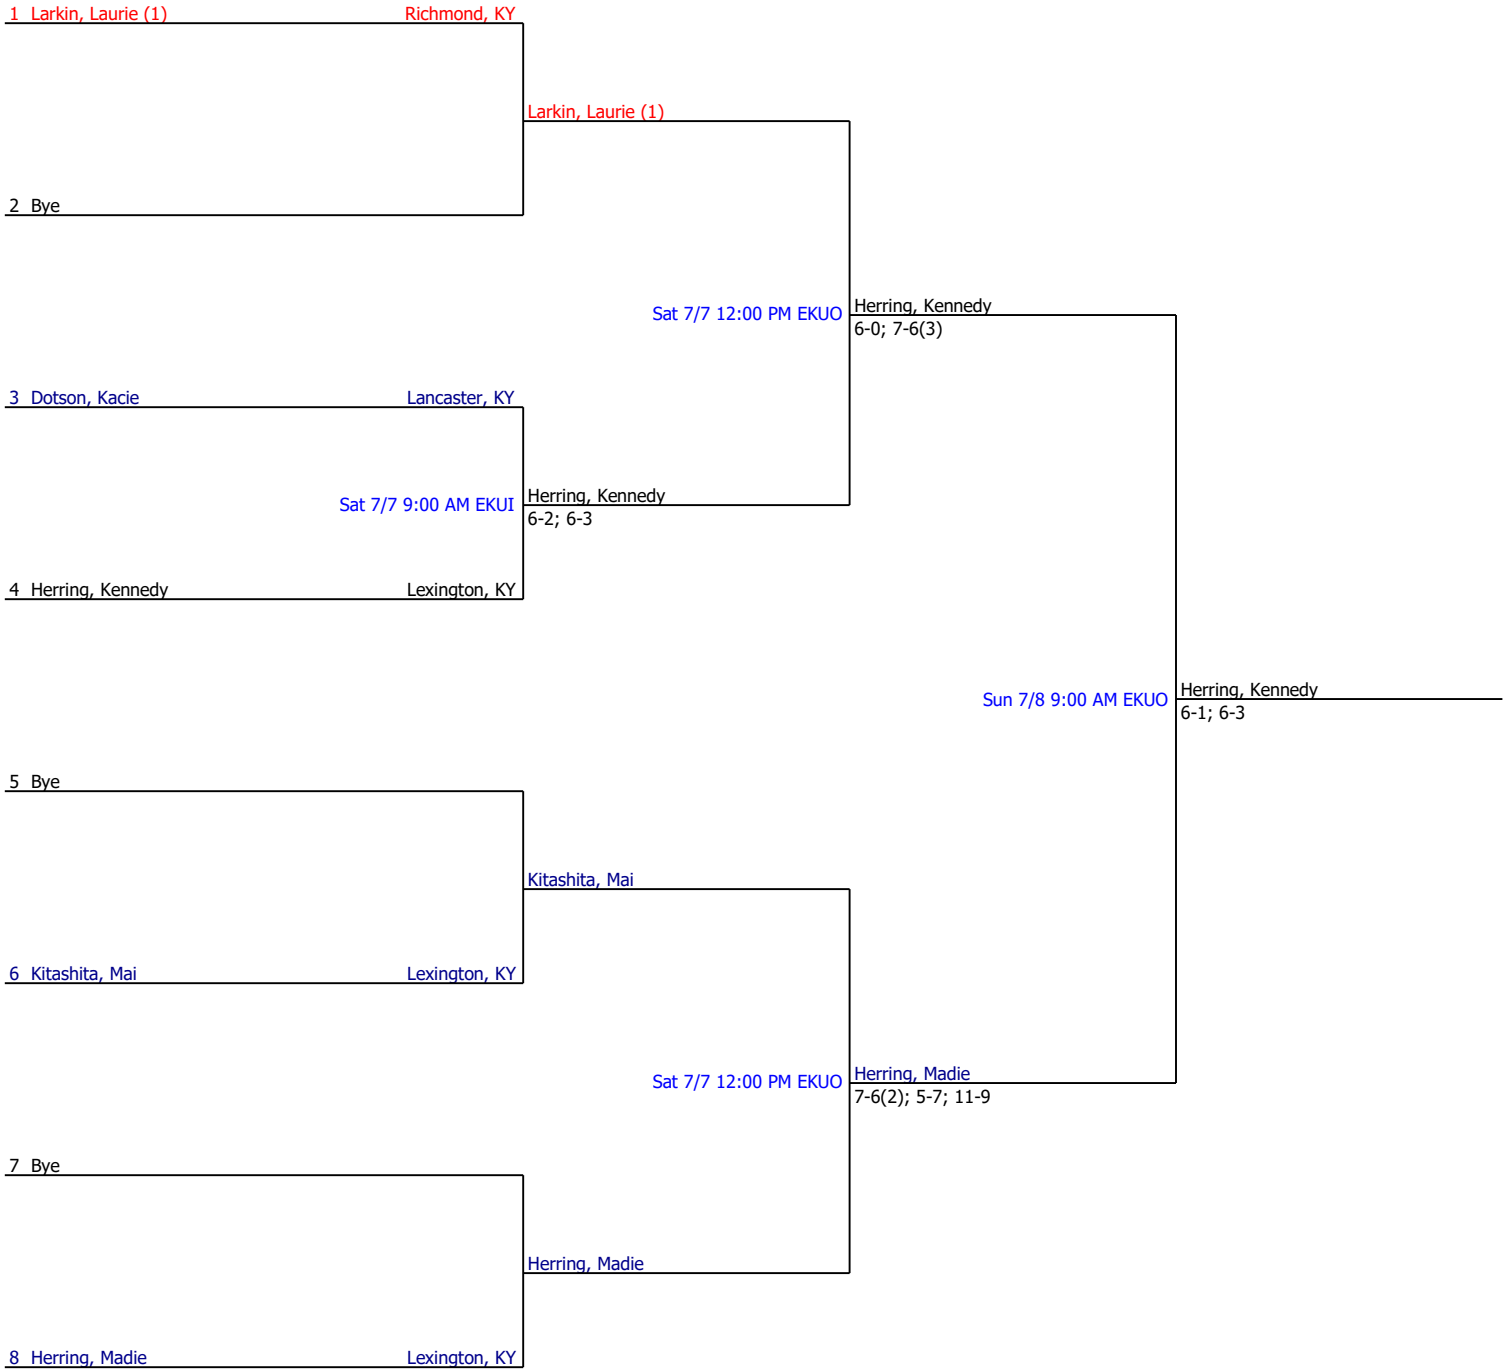 1 Larkin, Laurie (1) Richmond, KY
Larkin, Laurie (1)
2 Bye
Sat 7/7 12:00 PM EKUO
Herring, Kennedy
6-0; 7-6(3)
3 Dotson, Kacie Lancaster, KY
Sat 7/7 9:00 AM EKUI
Herring, Kennedy
6-2; 6-3
4 Herring, Kennedy Lexington, KY
Sun 7/8 9:00 AM EKUO
Herring, Kennedy
6-1; 6-3
5 Bye
Kitashita, Mai
6 Kitashita, Mai Lexington, KY
Sat 7/7 12:00 PM EKUO
Herring, Madie
7-6(2); 5-7; 11-9
7 Bye
Herring, Madie
8 Herring, Madie Lexington, KY